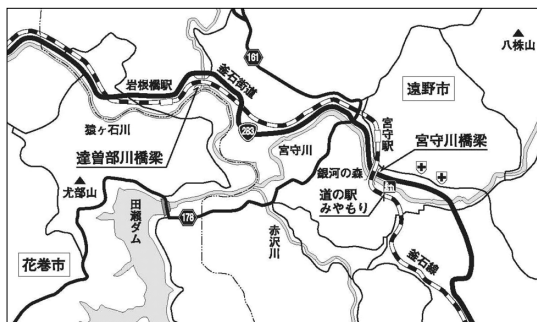 八株山
161
岩根橋駅
釜石街道
遠野市
猿ヶ石川
283
宮守駅
達曽部川橋梁
宮守川
宮守川橋梁
銀河の森
尤部山
道の駅
みやもり
田瀬ダム
178
赤沢川
花巻市
釜石線